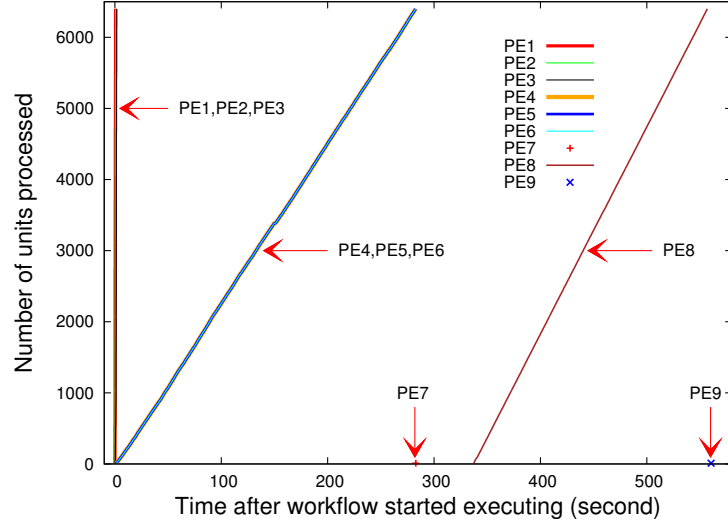 Number of units processed
6000
5000
4000
3000
2000
1000
0
PE1
PE2
PE3
PE4
PE5
PE6
PE7
PE8
PE9
PE1,PE2,PE3
PE4,PE5,PE6
PE8
PE7
PE9
0
100
200
300
400
500
Time after workflow started executing (second)